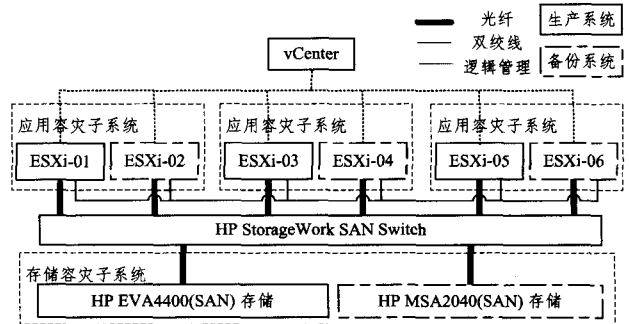 光纤 生产系统
vCenter 双绞线
逻辑管理 备份系统
应用容灾子系统 应用容灾子系统 应用容灾子系统
ESXi-01 ESXi-02 ESXi-03 ESXi-04 ESXi-05 ESXi-06
HP StorageWork SAN Switch
存储容灾子系统
HP EVA4400(SAN) 存储 HP MSA2040(SAN) 存储